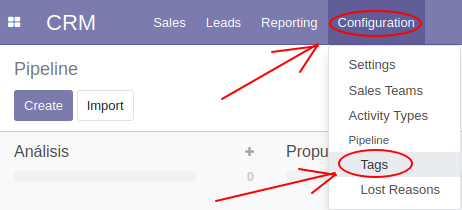 CRM Sales Leads Reporting Configuration
Pipeline
Create Import
Settings
Sales Teams
Activity Types
Pipeline
Tags
Lost Reasons
Análisis + Propu
0